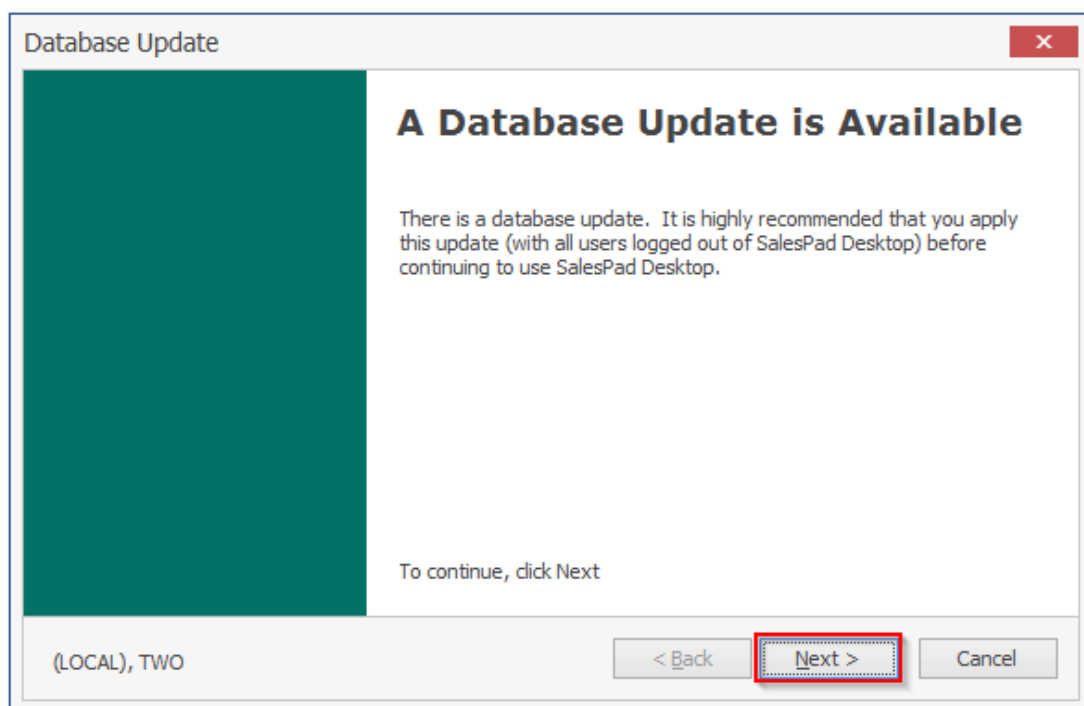 Database Update
A Database Update is Available
There is a database update.  It is highly recommended that you apply
this update (with all users logged out of SalesPad Desktop) before
continuing to use SalesPad Desktop.
To continue, click Next
(LOCAL), TWO
< Back
Next >
Cancel